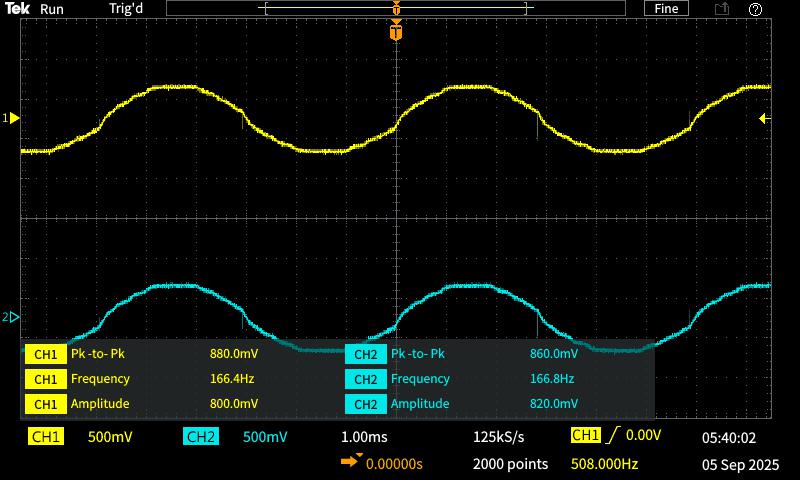 Tek Run Trig'd T Fine ?
T
1
2
CH1 Pk -to- Pk 880.0mV CH2 Pk -to- Pk 860.0mV
CH1 Frequency 166.4Hz CH2 Frequency 166.8Hz
CH1 Amplitude 800.0mV CH2 Amplitude 820.0mV
CH1 500mV CH2 500mV 1.00ms 125kS/s CH1 0.00V 05:40:02
0.00000s 2000 points 508.000Hz 05 Sep 2025